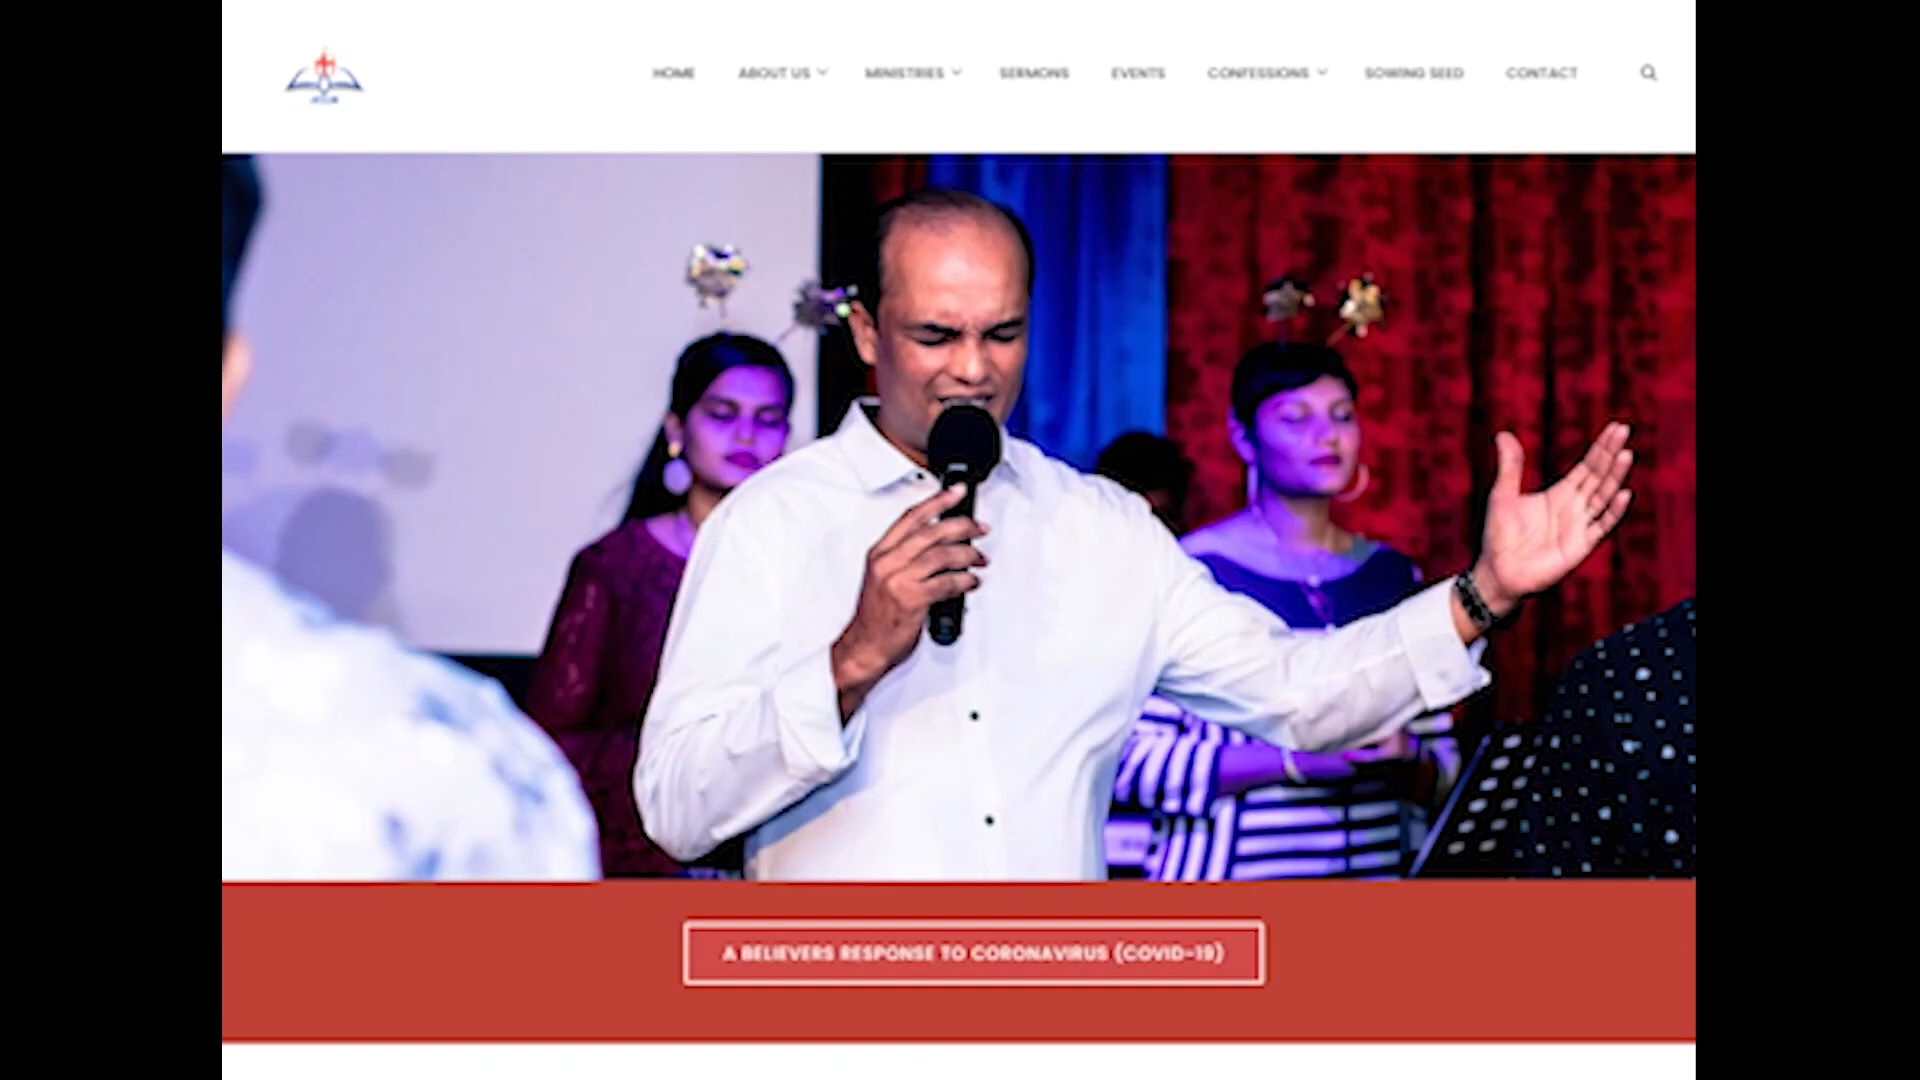 HOME ABOUT US MINISTRIES SERMONS EVENTS CONFESSIONS SOWING SEED CONTACT
A BELIEVERS RESPONSE TO CORONAVIRUS (COVID-19)